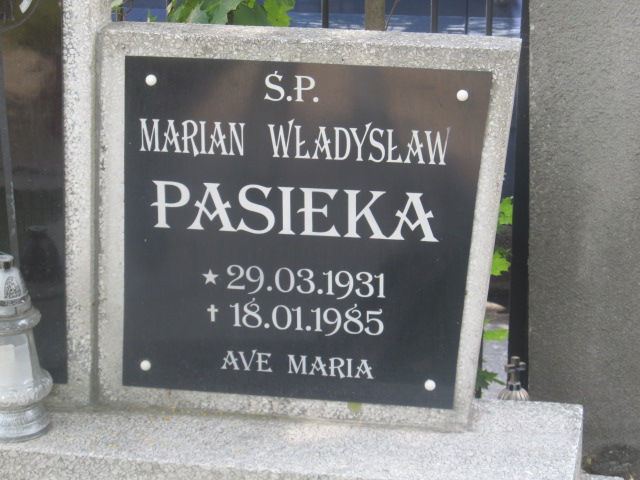 Ś.P.
MARIAN WŁADYSŁAW
PASIEKA
★ 29.03.1931
✝ 18.01.1985
AVE MARIA